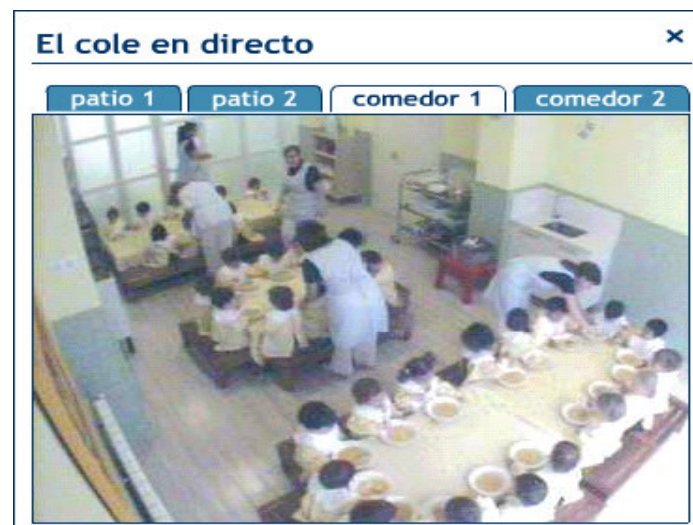 El cole en directo ×
patio 1 patio 2 comedor 1 comedor 2